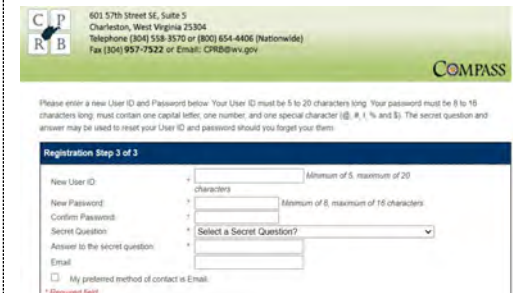 C P
R B
601 57th Street SE, Suite 5
Charleston, West Virginia 25304
Telephone (304) 558-3570 or (800) 654-4406 (Nationwide)
Fax (304) 957-7522 or Email: CPRB@wv.gov
COMPASS
Please enter a new User ID and Password below. Your User ID must be 5 to 20 characters long. Your password must be 8 to 16
characters long, must contain one capital letter, one number, and one special character (@, #, !, % and $). The secret question and
answer may be used to reset your User ID and password should you forget your them.
Registration Step 3 of 3
New User ID: * Minimum of 5, maximum of 20
characters
New Password: * Minimum of 8, maximum of 16 characters
Confirm Password: *
Secret Question: * Select a Secret Question?
Answer to the secret question: *
Email:
My preferred method of contact is Email.
* Required field